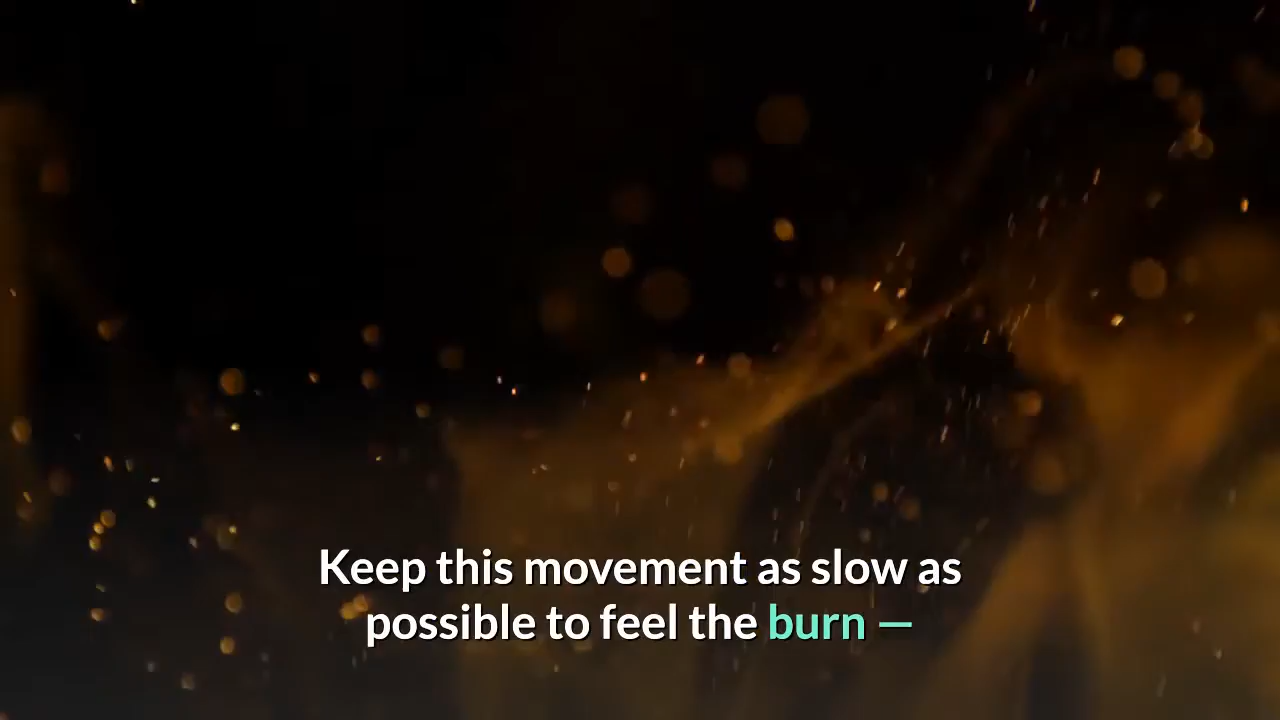 Keep this movement as slow as
possible to feel the burn —